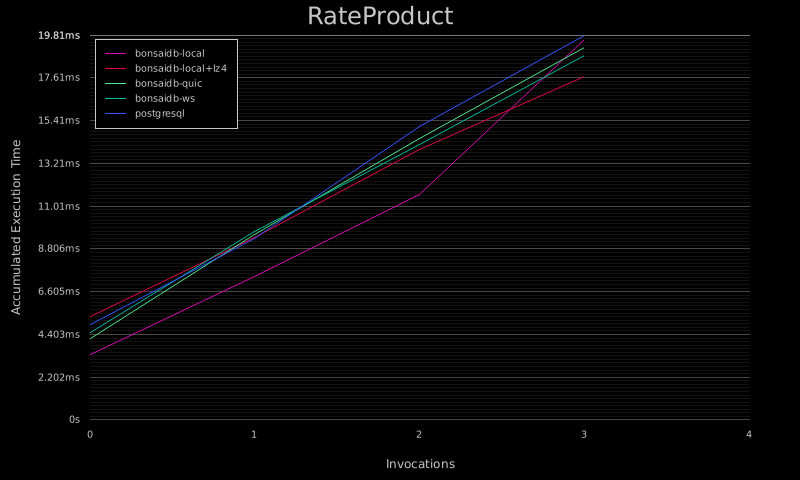 RateProduct
19.81ms
17.61ms
15.41ms
13.21ms
11.01ms
8.806ms
6.605ms
4.403ms
2.202ms
0s
bonsaidb-local
bonsaidb-local+lz4
bonsaidb-quic
bonsaidb-ws
postgresql
Accumulated Execution Time
0 1 2 3 4
Invocations